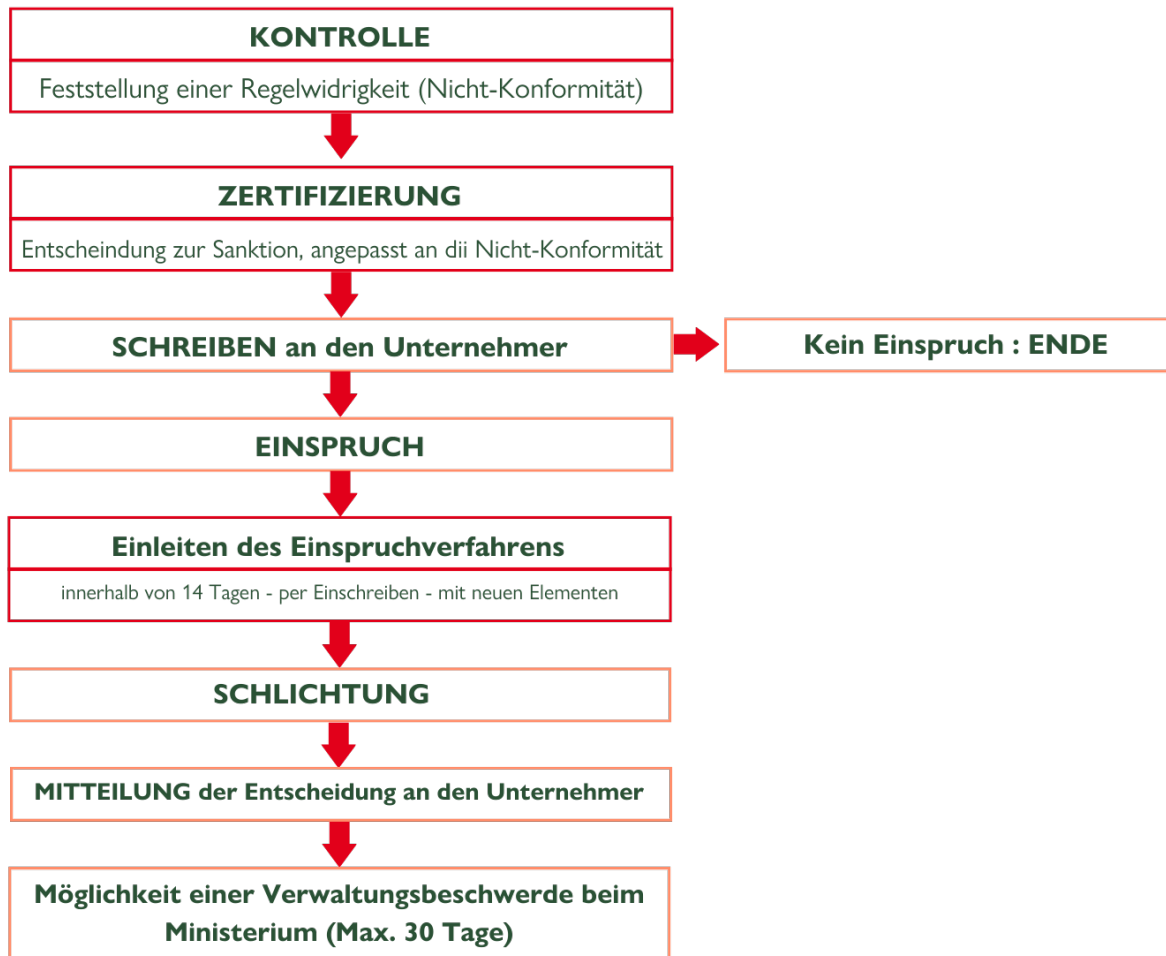 KONTROLLE
Feststellung einer Regelwidrigkeit (Nicht-Konformität)
ZERTIFIZIERUNG
Entscheindung zur Sanktion, angepasst an dii Nicht-Konformität
SCHREIBEN an den Unternehmer
Kein Einspruch : ENDE
EINSPRUCH
Einleiten des Einspruchverfahrens
innerhalb von 14 Tagen - per Einschreiben - mit neuen Elementen
SCHLICHTUNG
MITTEILUNG der Entscheidung an den Unternehmer
Möglichkeit einer Verwaltungsbeschwerde beim
Ministerium (Max. 30 Tage)